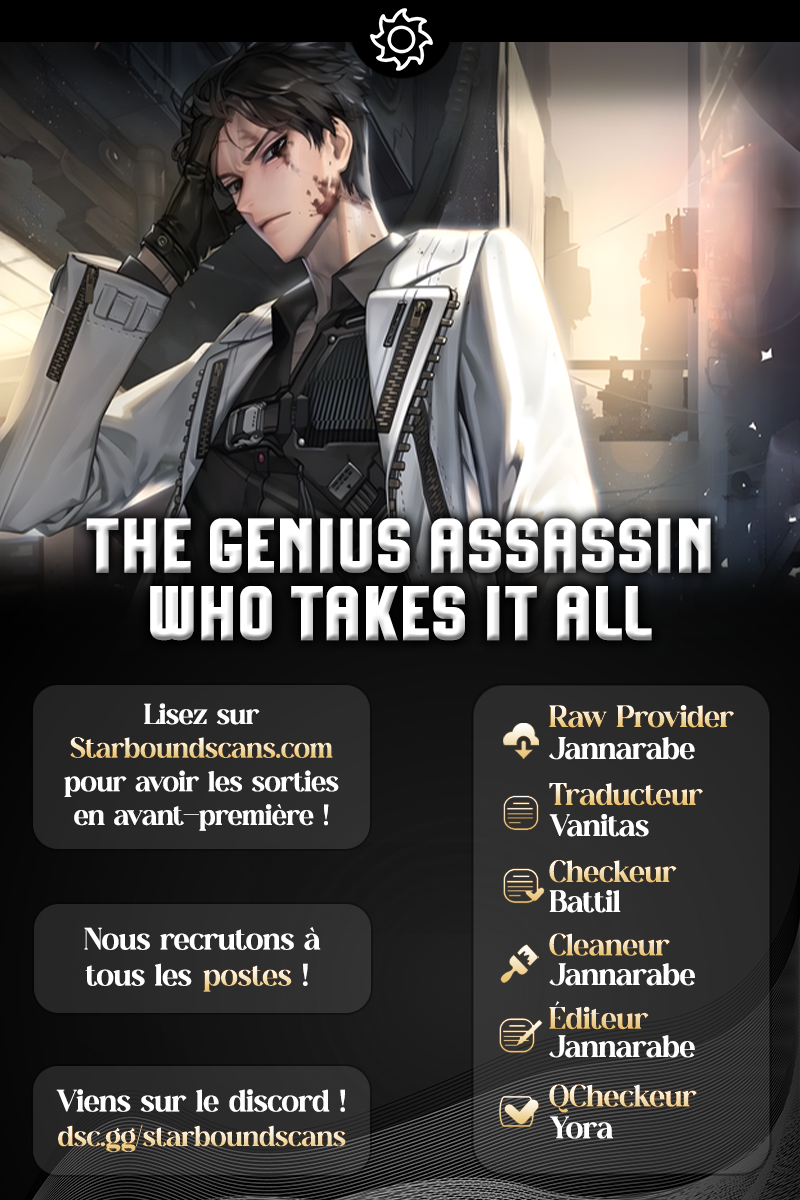 THE GENIUS ASSASSIN
WHO TAKES IT ALL
Lisez sur
Starboundscans.com
pour avoir les sorties
en avant-première !
Nous recrutons à
tous les postes !
Viens sur le discord !
dsc.gg/starboundscans
Raw Provider
Jannarabe
Traducteur
Vanitas
Checkeur
Battil
Cleaneur
Jannarabe
Éditeur
Jannarabe
QCheckeur
Yora